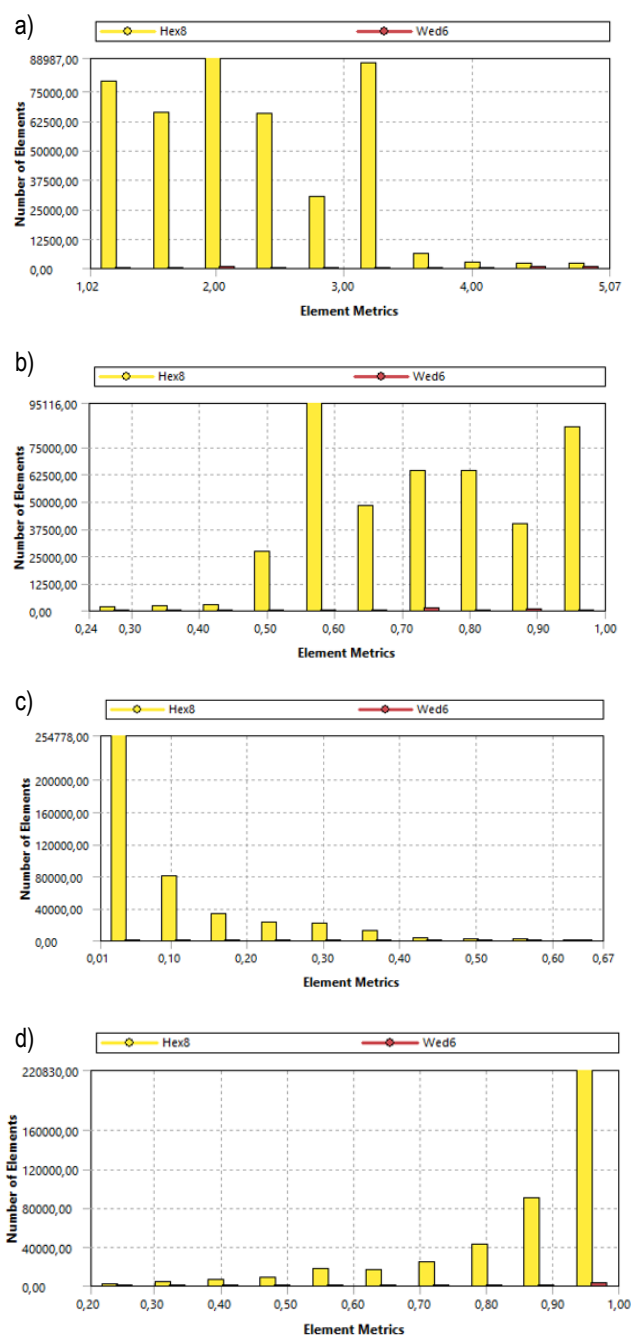 a)
Hex8 Wed6
Number of Elements
88987,00
75000,00
62500,00
50000,00
37500,00
25000,00
12500,00
0,00
1,02 2,00 3,00 4,00 5,07
Element Metrics
b)
Hex8 Wed6
Number of Elements
95116,00
75000,00
62500,00
50000,00
37500,00
25000,00
12500,00
0,00
0,24 0,30 0,40 0,50 0,60 0,70 0,80 0,90 1,00
Element Metrics
c)
Hex8 Wed6
Number of Elements
254778,00
200000,00
160000,00
120000,00
80000,00
40000,00
0,00
0,01 0,10 0,20 0,30 0,40 0,50 0,60 0,67
Element Metrics
d)
Hex8 Wed6
Number of Elements
220830,00
160000,00
120000,00
80000,00
40000,00
0,00
0,20 0,30 0,40 0,50 0,60 0,70 0,80 0,90 1,00
Element Metrics